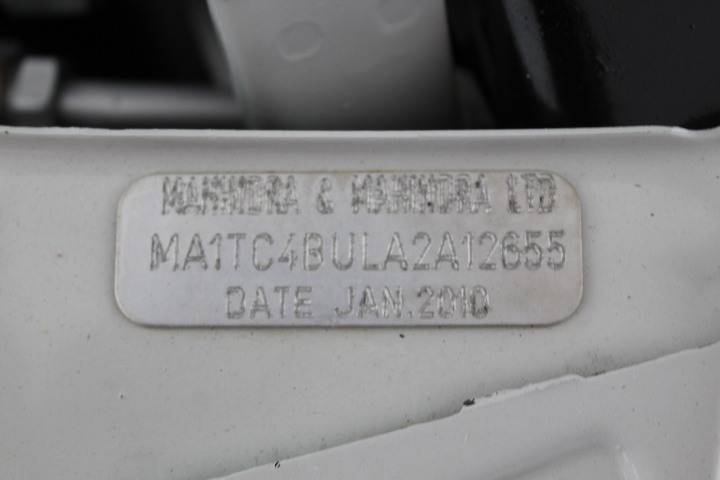 MAHINDRA & MAHINDRA LTD
MA1TC4BULA2A12655
DATE JAN.2010